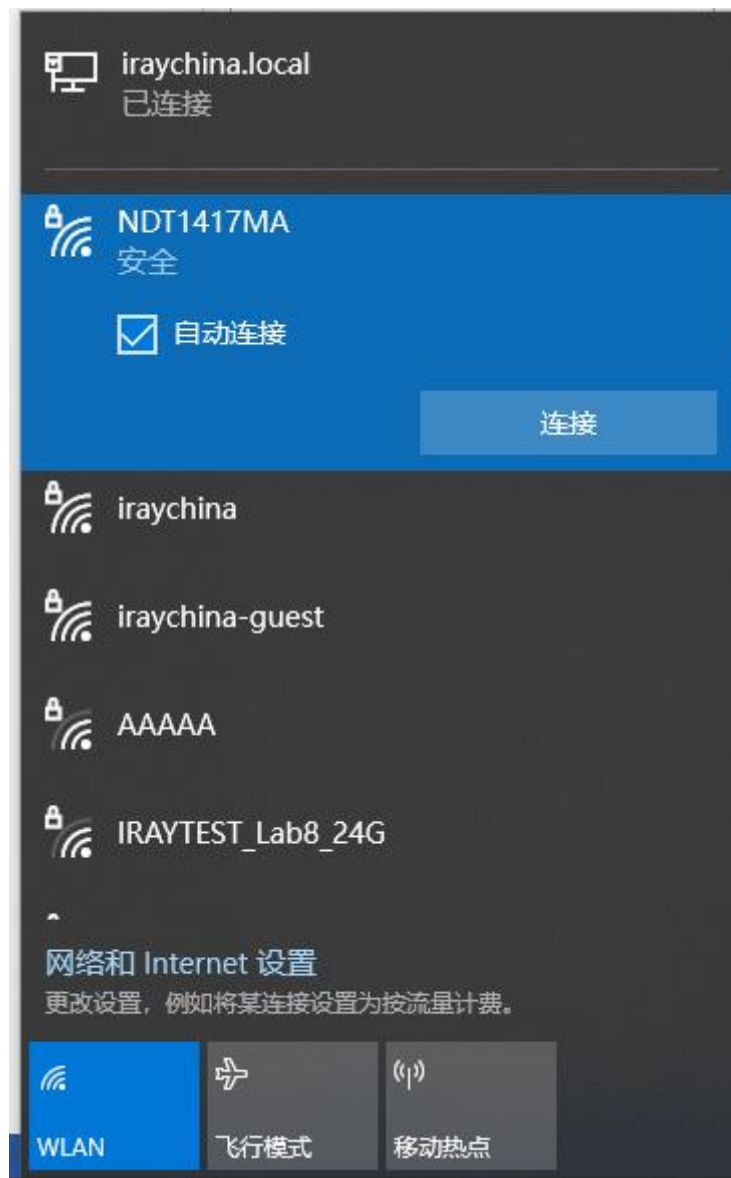 iraychina.local
已连接
NDT1417MA
安全
自动连接
连接
iraychina
iraychina-guest
AAAAA
IRAYTEST_Lab8_24G
网络和 Internet 设置
更改设置，例如将某连接设置为按流量计费。
WLAN
飞行模式
移动热点